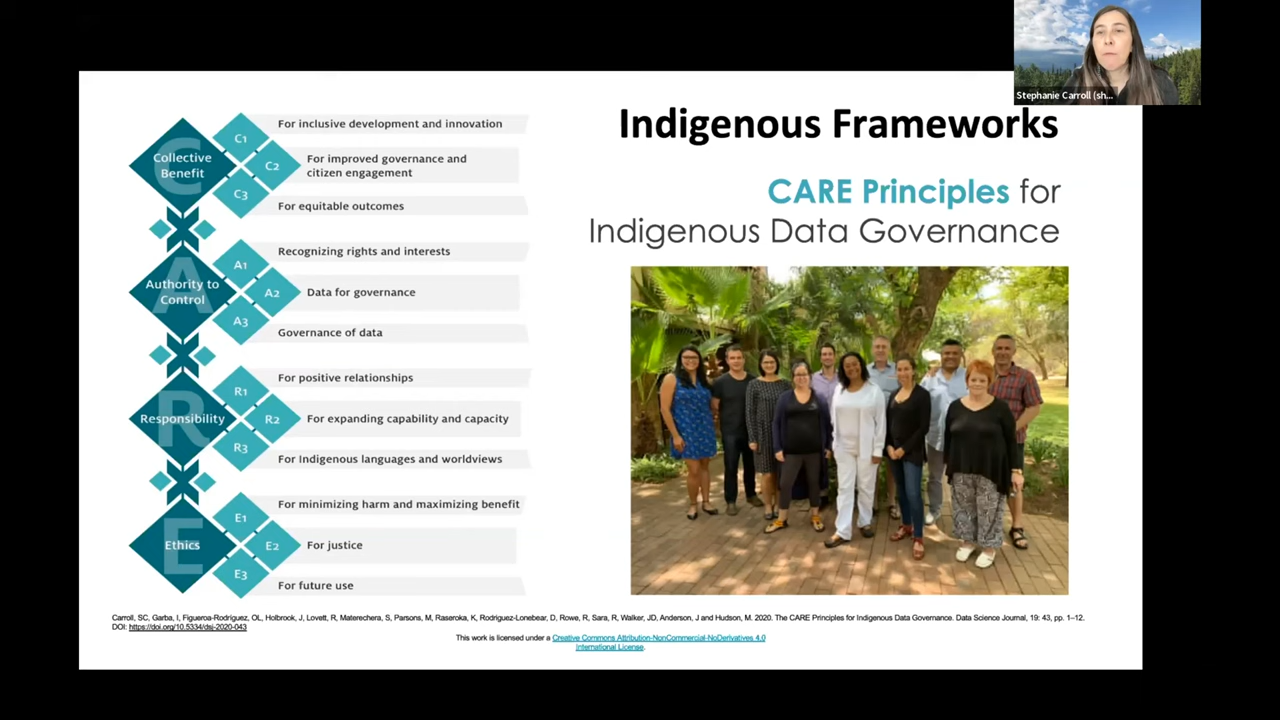 Stephanie Carroll (sh...
Indigenous Frameworks
CARE Principles for
Indigenous Data Governance
C
Collective
Benefit
C1
For inclusive development and innovation
C2
For improved governance and
citizen engagement
C3
For equitable outcomes
A
Authority to
Control
A1
Recognizing rights and interests
A2
Data for governance
A3
Governance of data
R
Responsibility
R1
For positive relationships
R2
For expanding capability and capacity
R3
For Indigenous languages and worldviews
E
Ethics
E1
For minimizing harm and maximizing benefit
E2
For justice
E3
For future use
Carroll, SC, Garba, I, Figueroa-Rodríguez, OL, Holbrook, J, Lovett, R, Materechera, S, Parsons, M, Raseroka, K, Rodriguez-Lonebear, D, Rowe, R, Sara, R, Walker, JD, Anderson, J and Hudson, M. 2020. The CARE Principles for Indigenous Data Governance. Data Science Journal, 19: 43, pp. 1–12.
DOI: https://doi.org/10.5334/dsj-2020-043
This work is licensed under a Creative Commons Attribution-NonCommercial-NoDerivatives 4.0
International License.